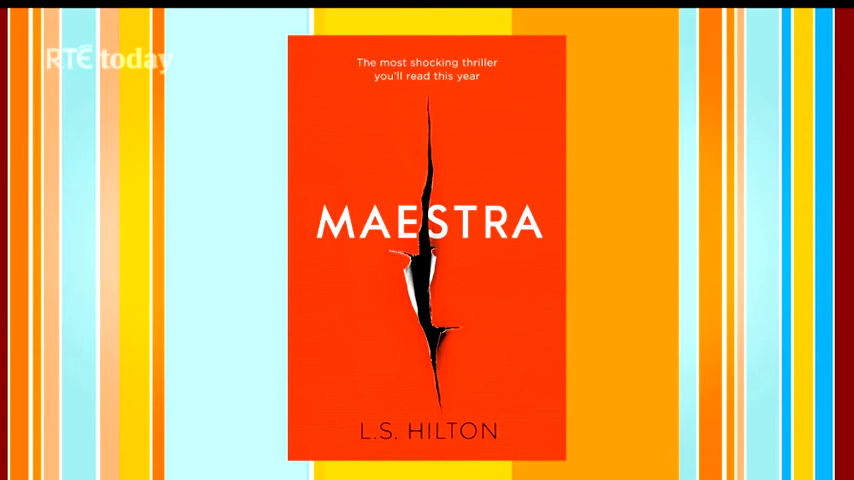 RTÉ today
The most shocking thriller
you'll read this year
MAESTRA
L.S. HILTON